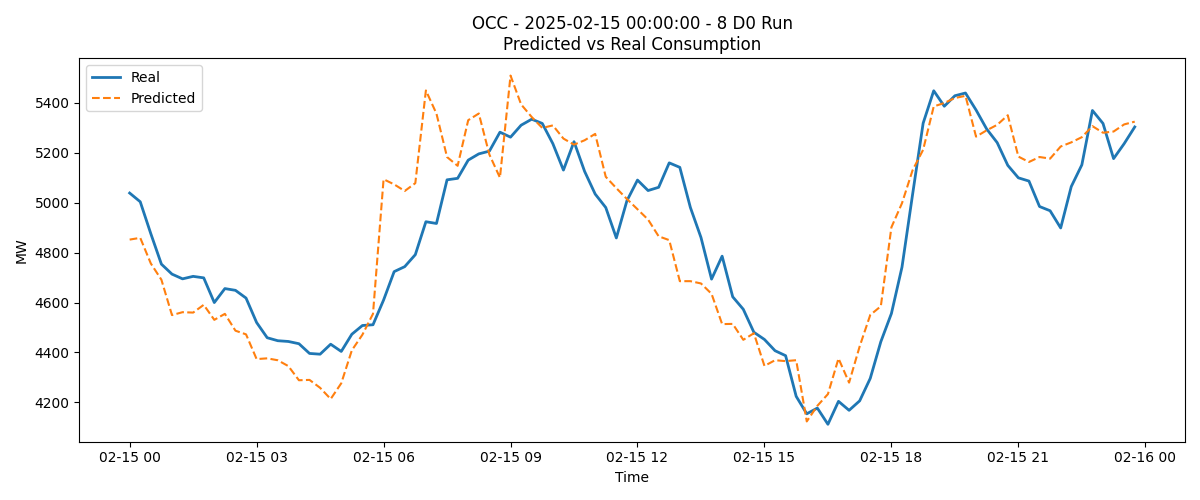 OCC - 2025-02-15 00:00:00 - 8 D0 Run
Predicted vs Real Consumption
Real
Predicted
MW
5400
5200
5000
4800
4600
4400
4200
02-15 00
02-15 03
02-15 06
02-15 09
02-15 12
02-15 15
02-15 18
02-15 21
02-16 00
Time